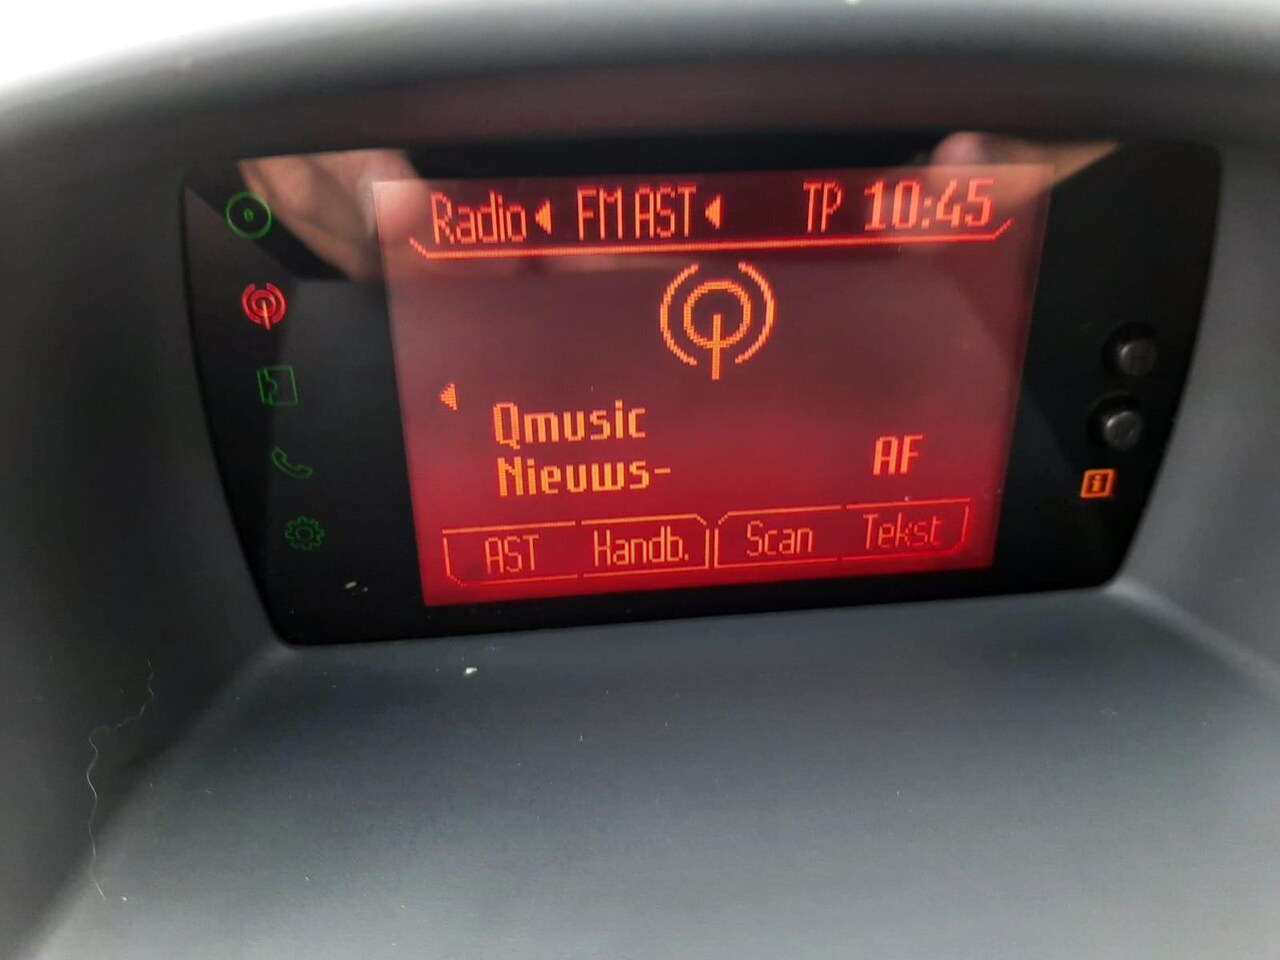 Radio FM AST TP 10:45
Qmusic
Nieuws-
AF
AST Handb. Scan Tekst